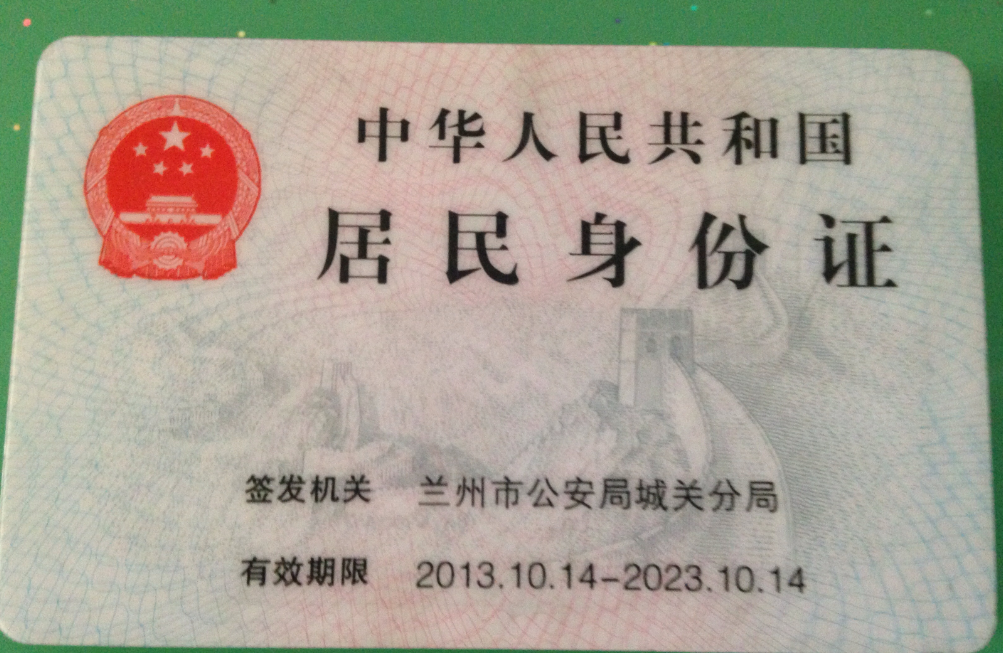 中华人民共和国
居民身份证
签发机关 兰州市公安局城关分局
有效期限 2013.10.14-2023.10.14